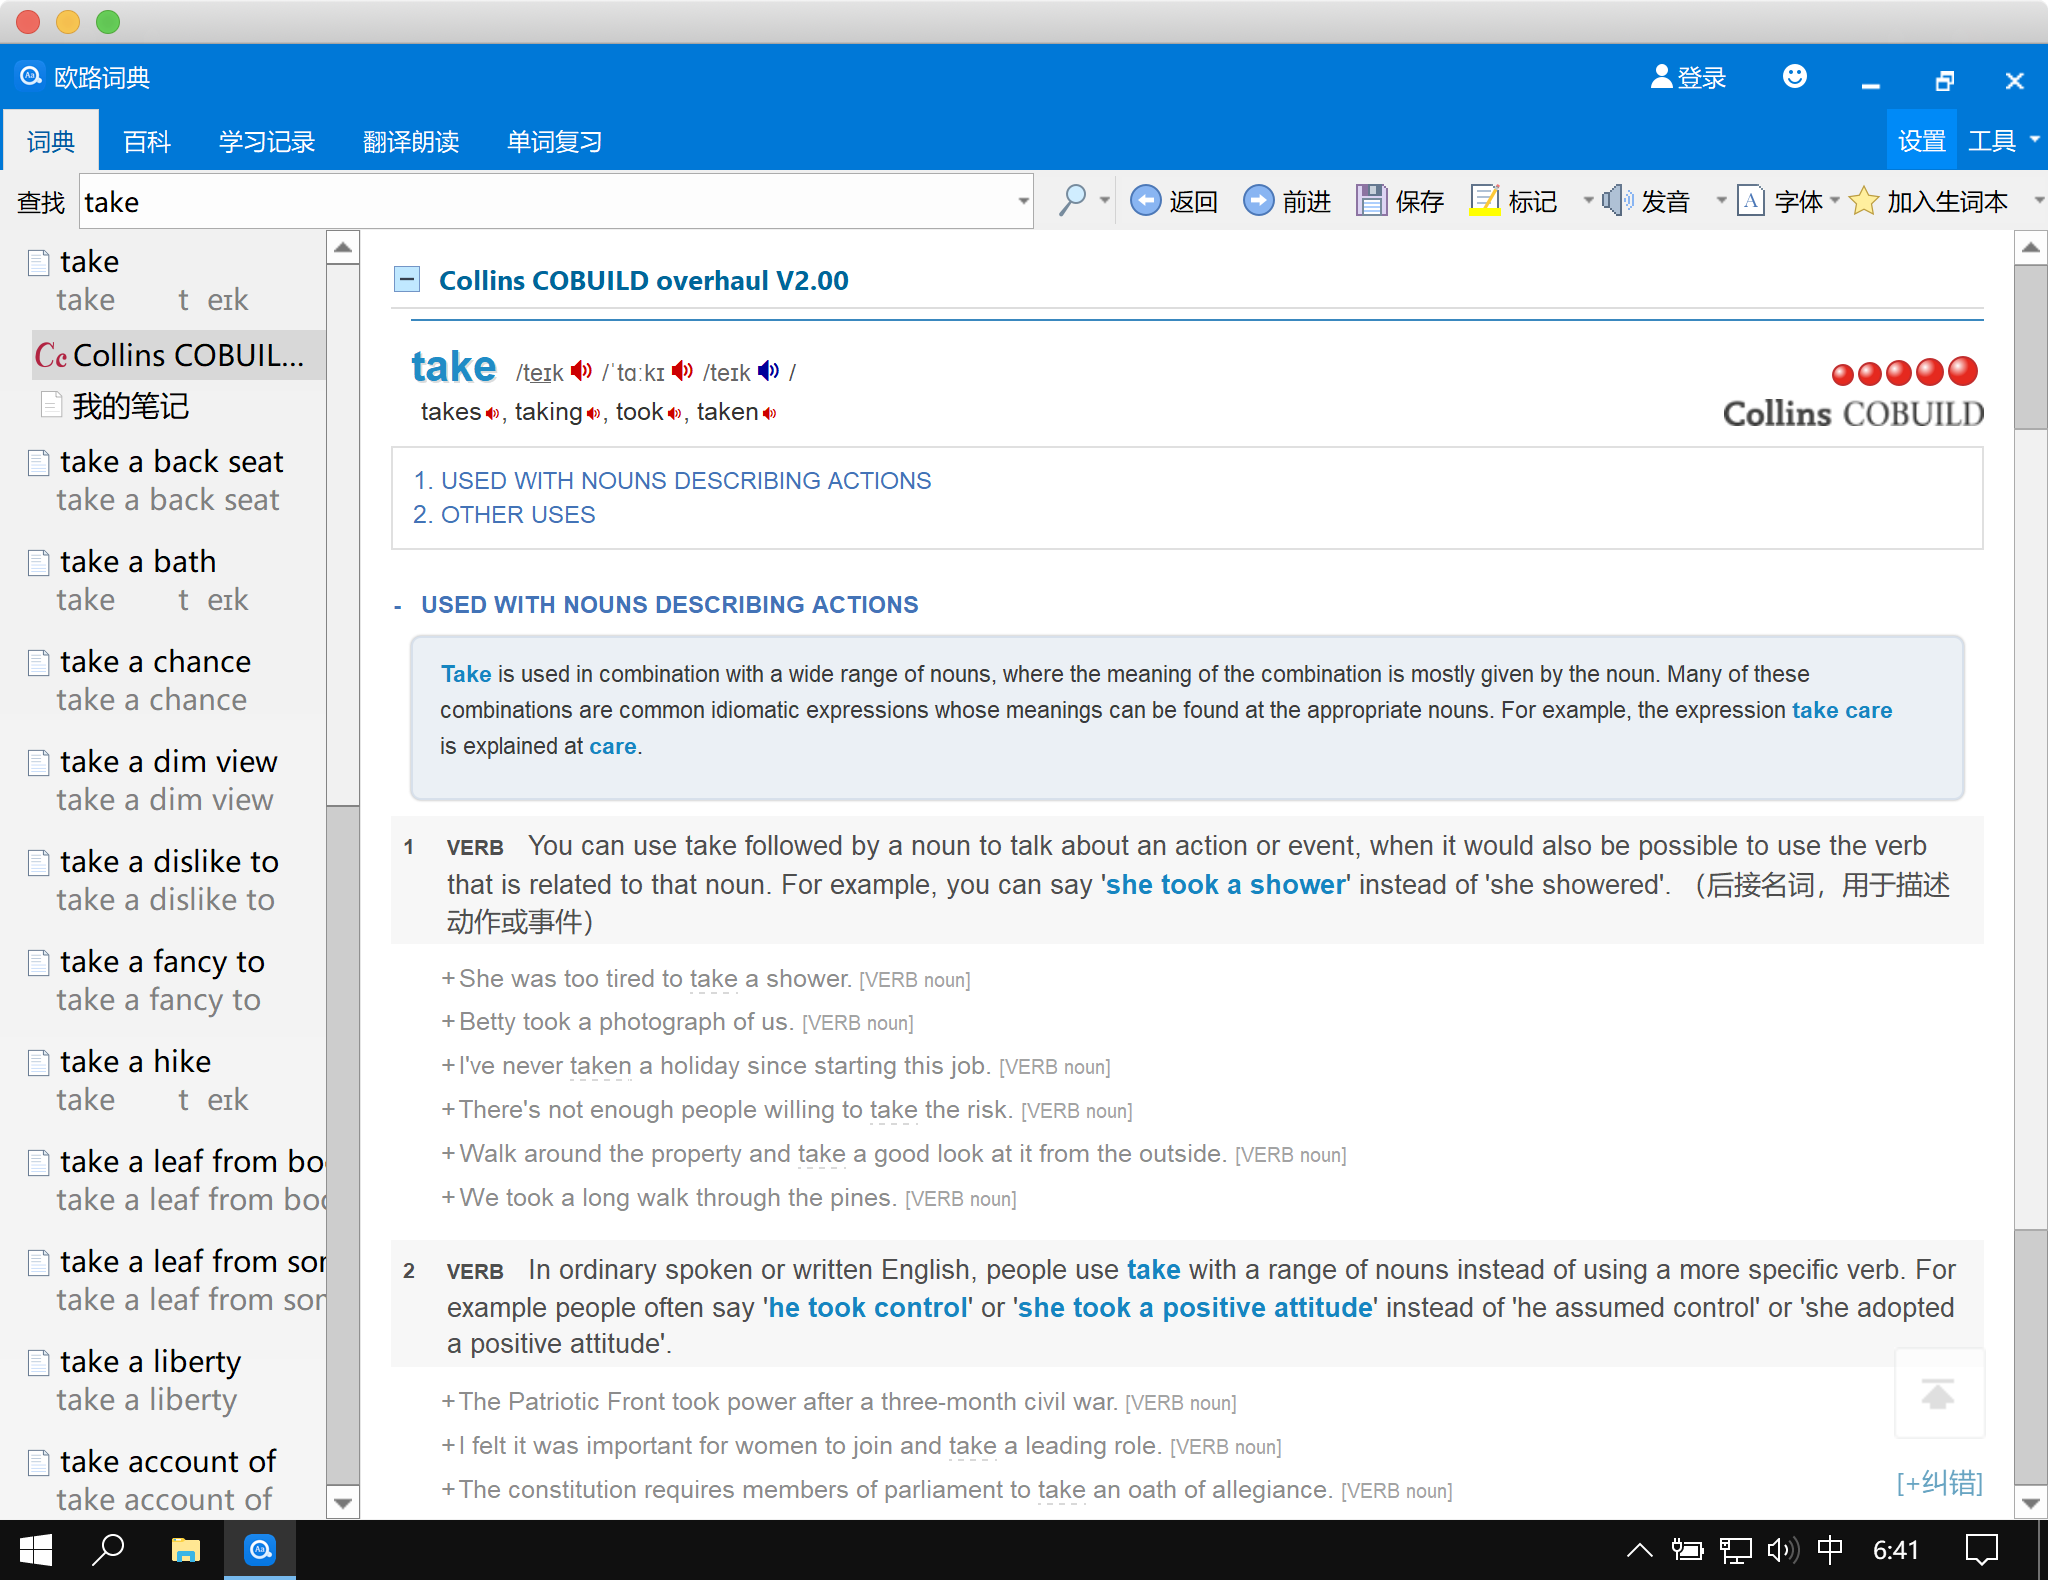 欧路词典
登录
词典 百科 学习记录 翻译朗读 单词复习 设置 工具
查找 take 返回 前进 保存 标记 发音 字体 加入生词本
take
take t eɪk
Cc Collins COBUIL...
我的笔记
take a back seat
take a back seat
take a bath
take t eɪk
take a chance
take a chance
take a dim view
take a dim view
take a dislike to
take a dislike to
take a fancy to
take a fancy to
take a hike
take t eɪk
take a leaf from bo
take a leaf from boo
take a leaf from sor
take a leaf from sor
take a liberty
take a liberty
take account of
take account of
Collins COBUILD overhaul V2.00
take /teɪk /ˈtɑːkɪ /teɪk /
takes, taking, took, taken
Collins COBUILD
1. USED WITH NOUNS DESCRIBING ACTIONS
2. OTHER USES
- USED WITH NOUNS DESCRIBING ACTIONS
Take is used in combination with a wide range of nouns, where the meaning of the combination is mostly given by the noun. Many of these
combinations are common idiomatic expressions whose meanings can be found at the appropriate nouns. For example, the expression take care
is explained at care.
1 VERB You can use take followed by a noun to talk about an action or event, when it would also be possible to use the verb
that is related to that noun. For example, you can say 'she took a shower' instead of 'she showered'. （后接名词，用于描述
动作或事件）
+She was too tired to take a shower. [VERB noun]
+Betty took a photograph of us. [VERB noun]
+I've never taken a holiday since starting this job. [VERB noun]
+There's not enough people willing to take the risk. [VERB noun]
+Walk around the property and take a good look at it from the outside. [VERB noun]
+We took a long walk through the pines. [VERB noun]
2 VERB In ordinary spoken or written English, people use take with a range of nouns instead of using a more specific verb. For
example people often say 'he took control' or 'she took a positive attitude' instead of 'he assumed control' or 'she adopted
a positive attitude'.
+The Patriotic Front took power after a three-month civil war. [VERB noun]
+I felt it was important for women to join and take a leading role. [VERB noun]
+The constitution requires members of parliament to take an oath of allegiance. [VERB noun]
[+纠错]
中 6:41